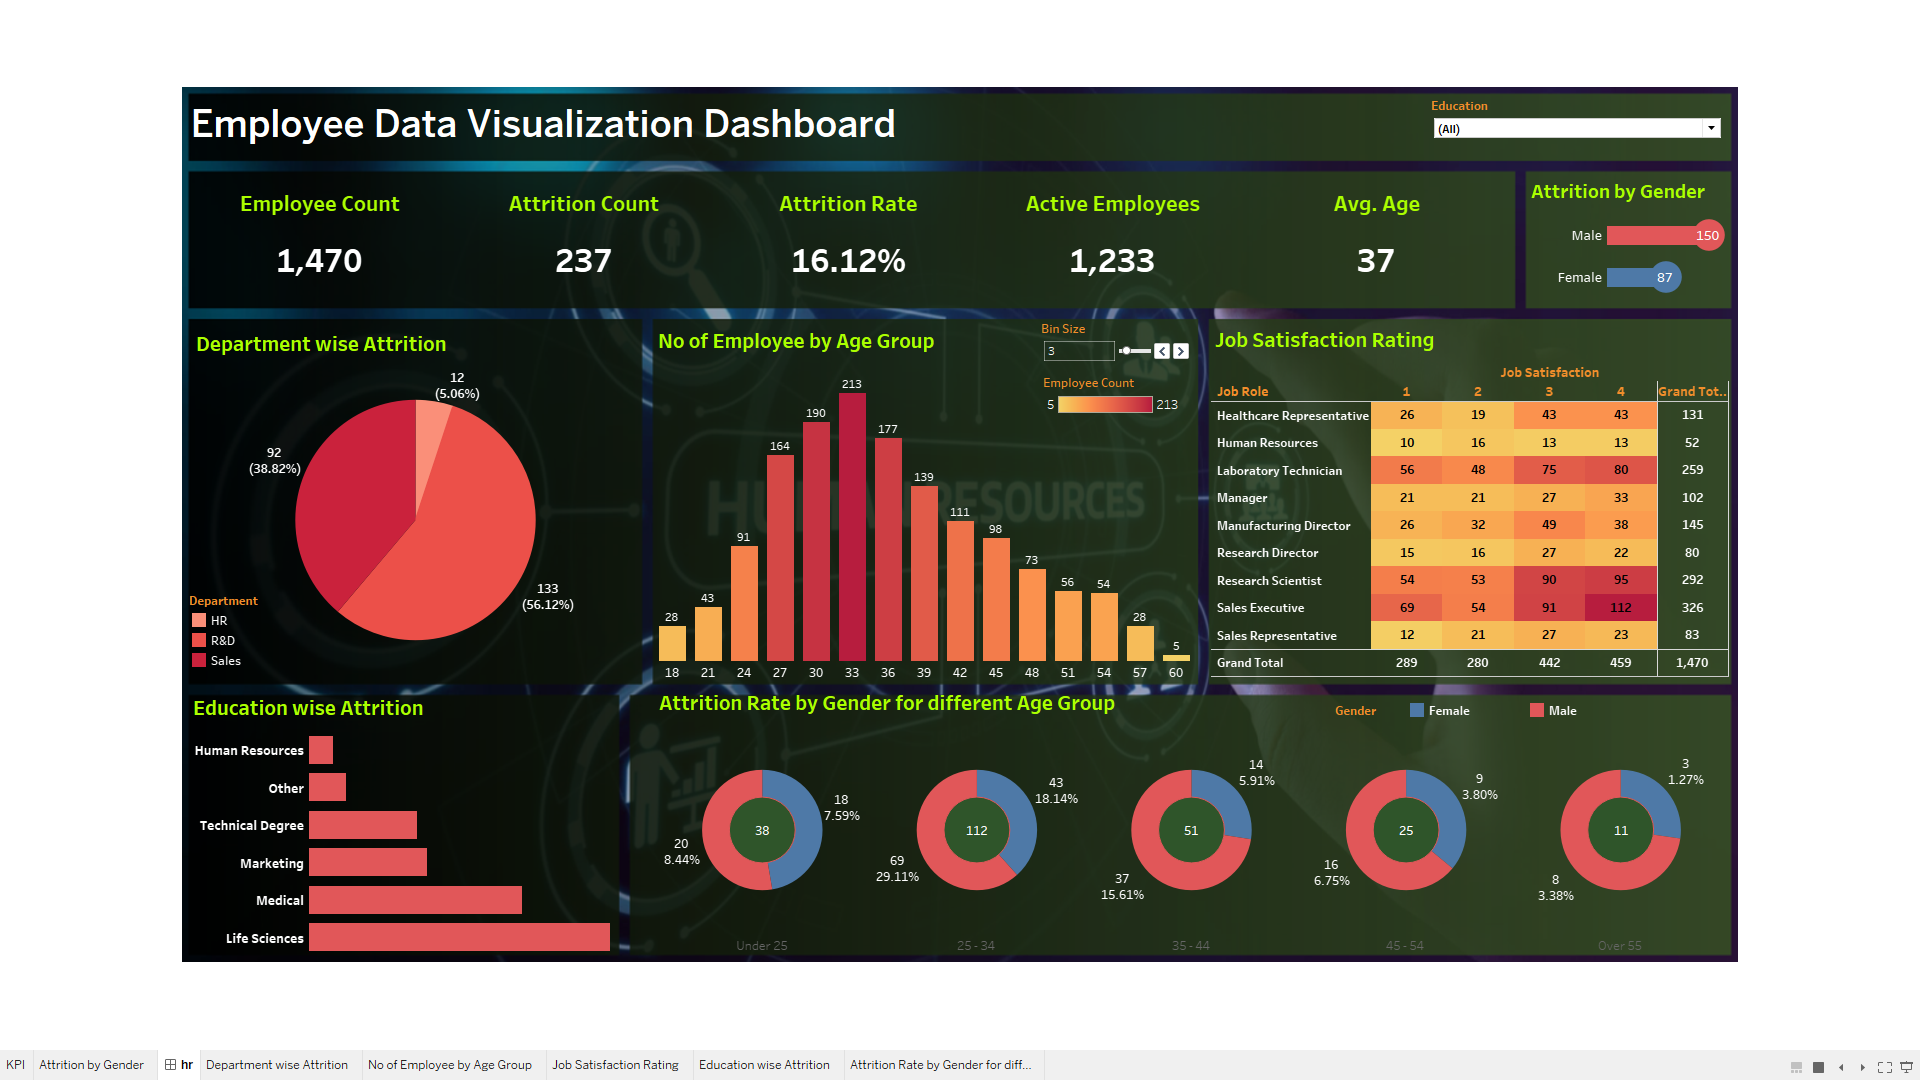 Employee Data Visualization Dashboard
Education
(All)
Employee Count
Attrition Count
Attrition Rate
Active Employees
Avg. Age
1,470
237
16.12%
1,233
37
Attrition by Gender
Male 150
Female 87
Department wise Attrition
12
(5.06%)
92
(38.82%)
133
(56.12%)
Department
HR
R&D
Sales
No of Employee by Age Group
Bin Size
3
Employee Count
5 213
28 43 91 164 190 213 177 139 111 98 73 56 54 28 5
18 21 24 27 30 33 36 39 42 45 48 51 54 57 60
HUMAN RESOURCES
Job Satisfaction Rating
Job Satisfaction
Job Role 1 2 3 4 Grand Tot..
Healthcare Representative 26 19 43 43 131
Human Resources 10 16 13 13 52
Laboratory Technician 56 48 75 80 259
Manager 21 21 27 33 102
Manufacturing Director 26 32 49 38 145
Research Director 15 16 27 22 80
Research Scientist 54 53 90 95 292
Sales Executive 69 54 91 112 326
Sales Representative 12 21 27 23 83
Grand Total 289 280 442 459 1,470
Education wise Attrition
Human Resources
Other
Technical Degree
Marketing
Medical
Life Sciences
Attrition Rate by Gender for different Age Group
Gender Female Male
18
7.59%
38
20
8.44%
Under 25
43
18.14%
112
69
29.11%
25 - 34
14
5.91%
51
37
15.61%
35 - 44
9
3.80%
25
16
6.75%
45 - 54
3
1.27%
11
8
3.38%
Over 55
KPI
Attrition by Gender
hr
Department wise Attrition
No of Employee by Age Group
Job Satisfaction Rating
Education wise Attrition
Attrition Rate by Gender for diff...